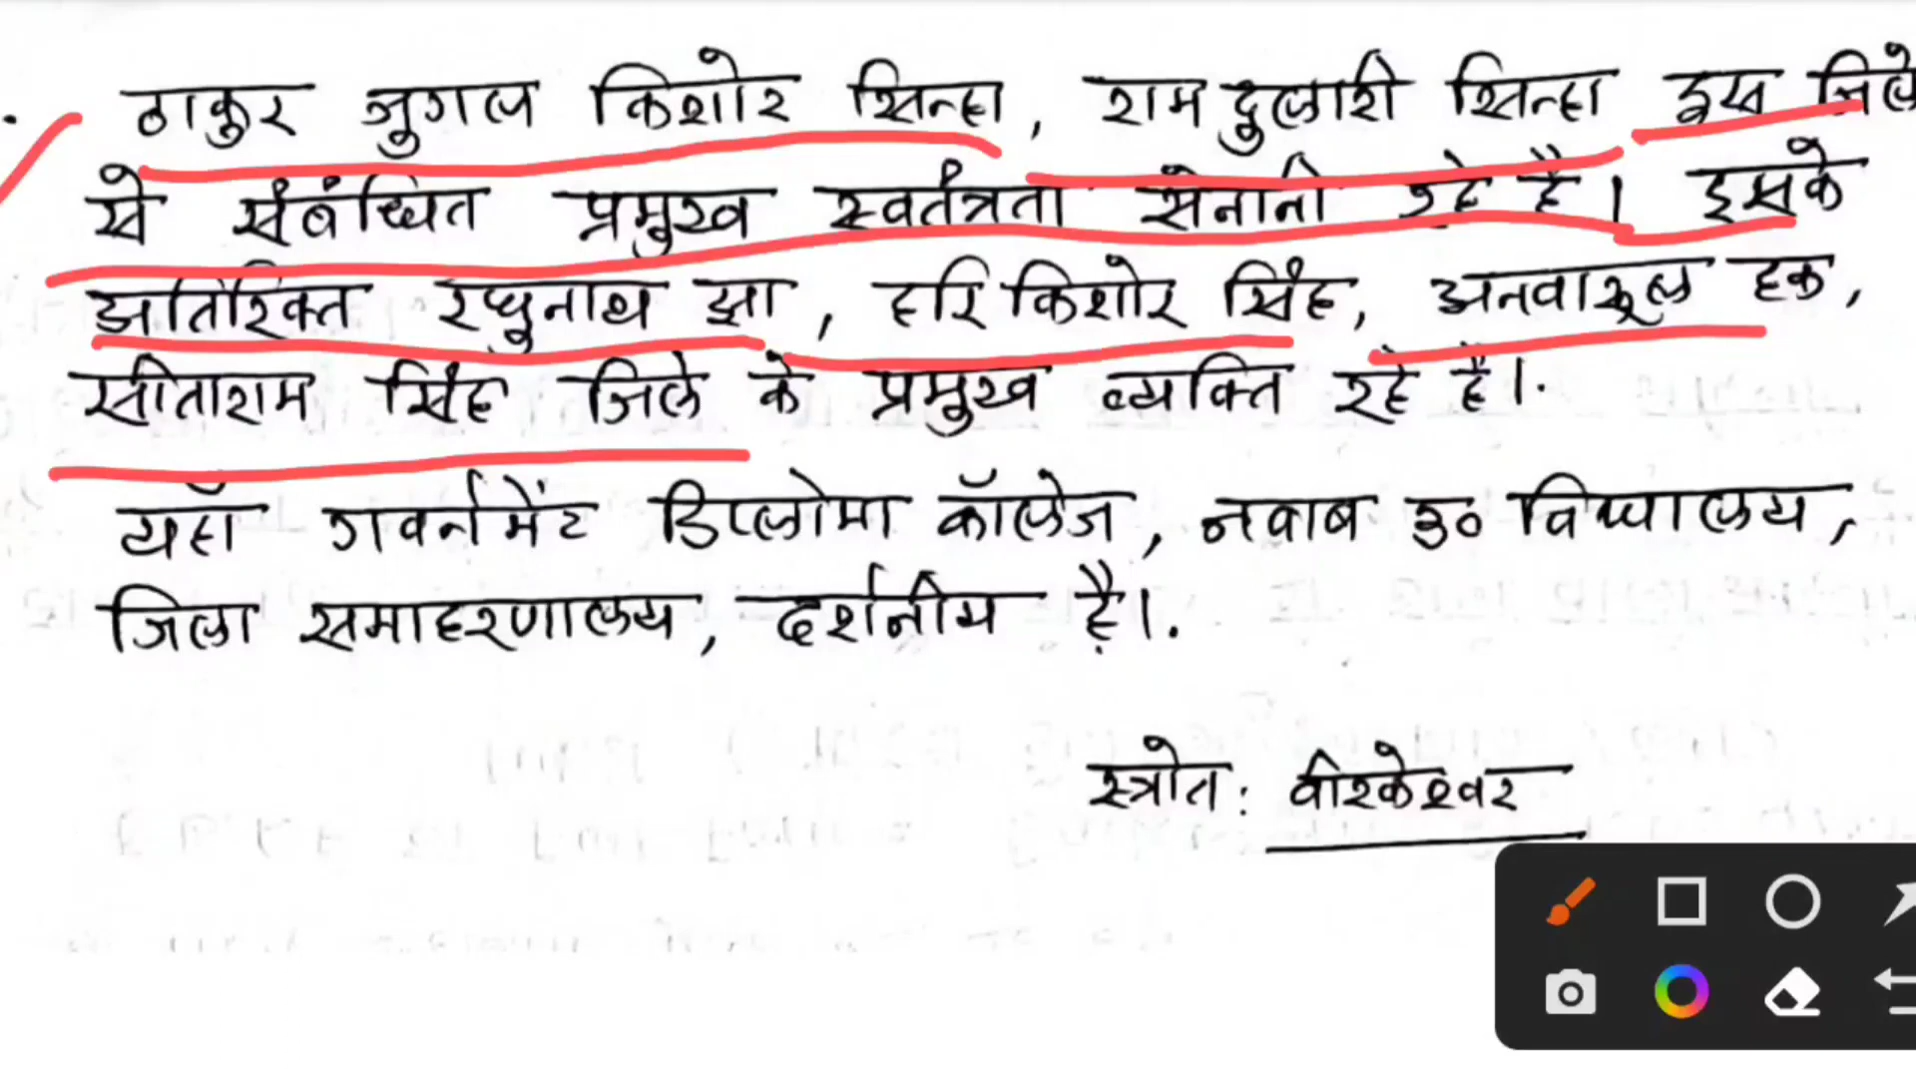 ठाकुर जुगल किशोर सिन्हा, राम दुलारी सिन्हा इस जिले
से संबंधित प्रमुख स्वतंत्रता सेनानी रहे है। इसके
अतिरिक्त रघुनाथ झा, हरि किशोर सिंह, अनवारूल हक,
सीताराम सिंह जिले के प्रमुख व्यक्ति रहे हैं।.
यहाँ गवर्नमेंट डिप्लोमा कॉलेज, नवाब उ० विद्यालय,
जिला समाहरणालय, दर्शनीय है।.
स्त्रोत: वीरकेश्वर